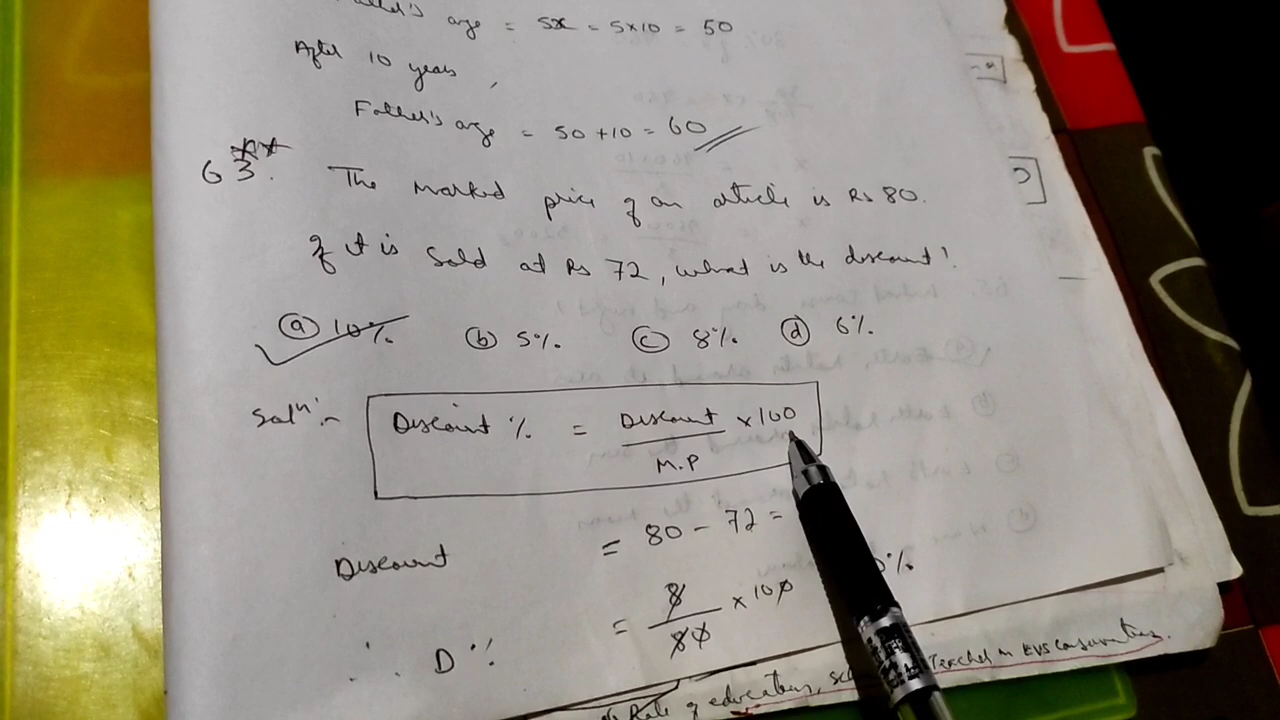 Father's age = 5x = 5x10 = 50
After 10 years,
Father's age = 50 +10 = 60
63. The marked price of an article is Rs 80.
If it is sold at Rs 72, what is the discount?
(a) 10% (b) 5% (c) 8% (d) 6%
Solⁿ:- Discount % = Discount / M.P x 100
Discount = 80 - 72 =
∴ D % = 8 / 80 x 100 %
Role of education, Teacher in EVS